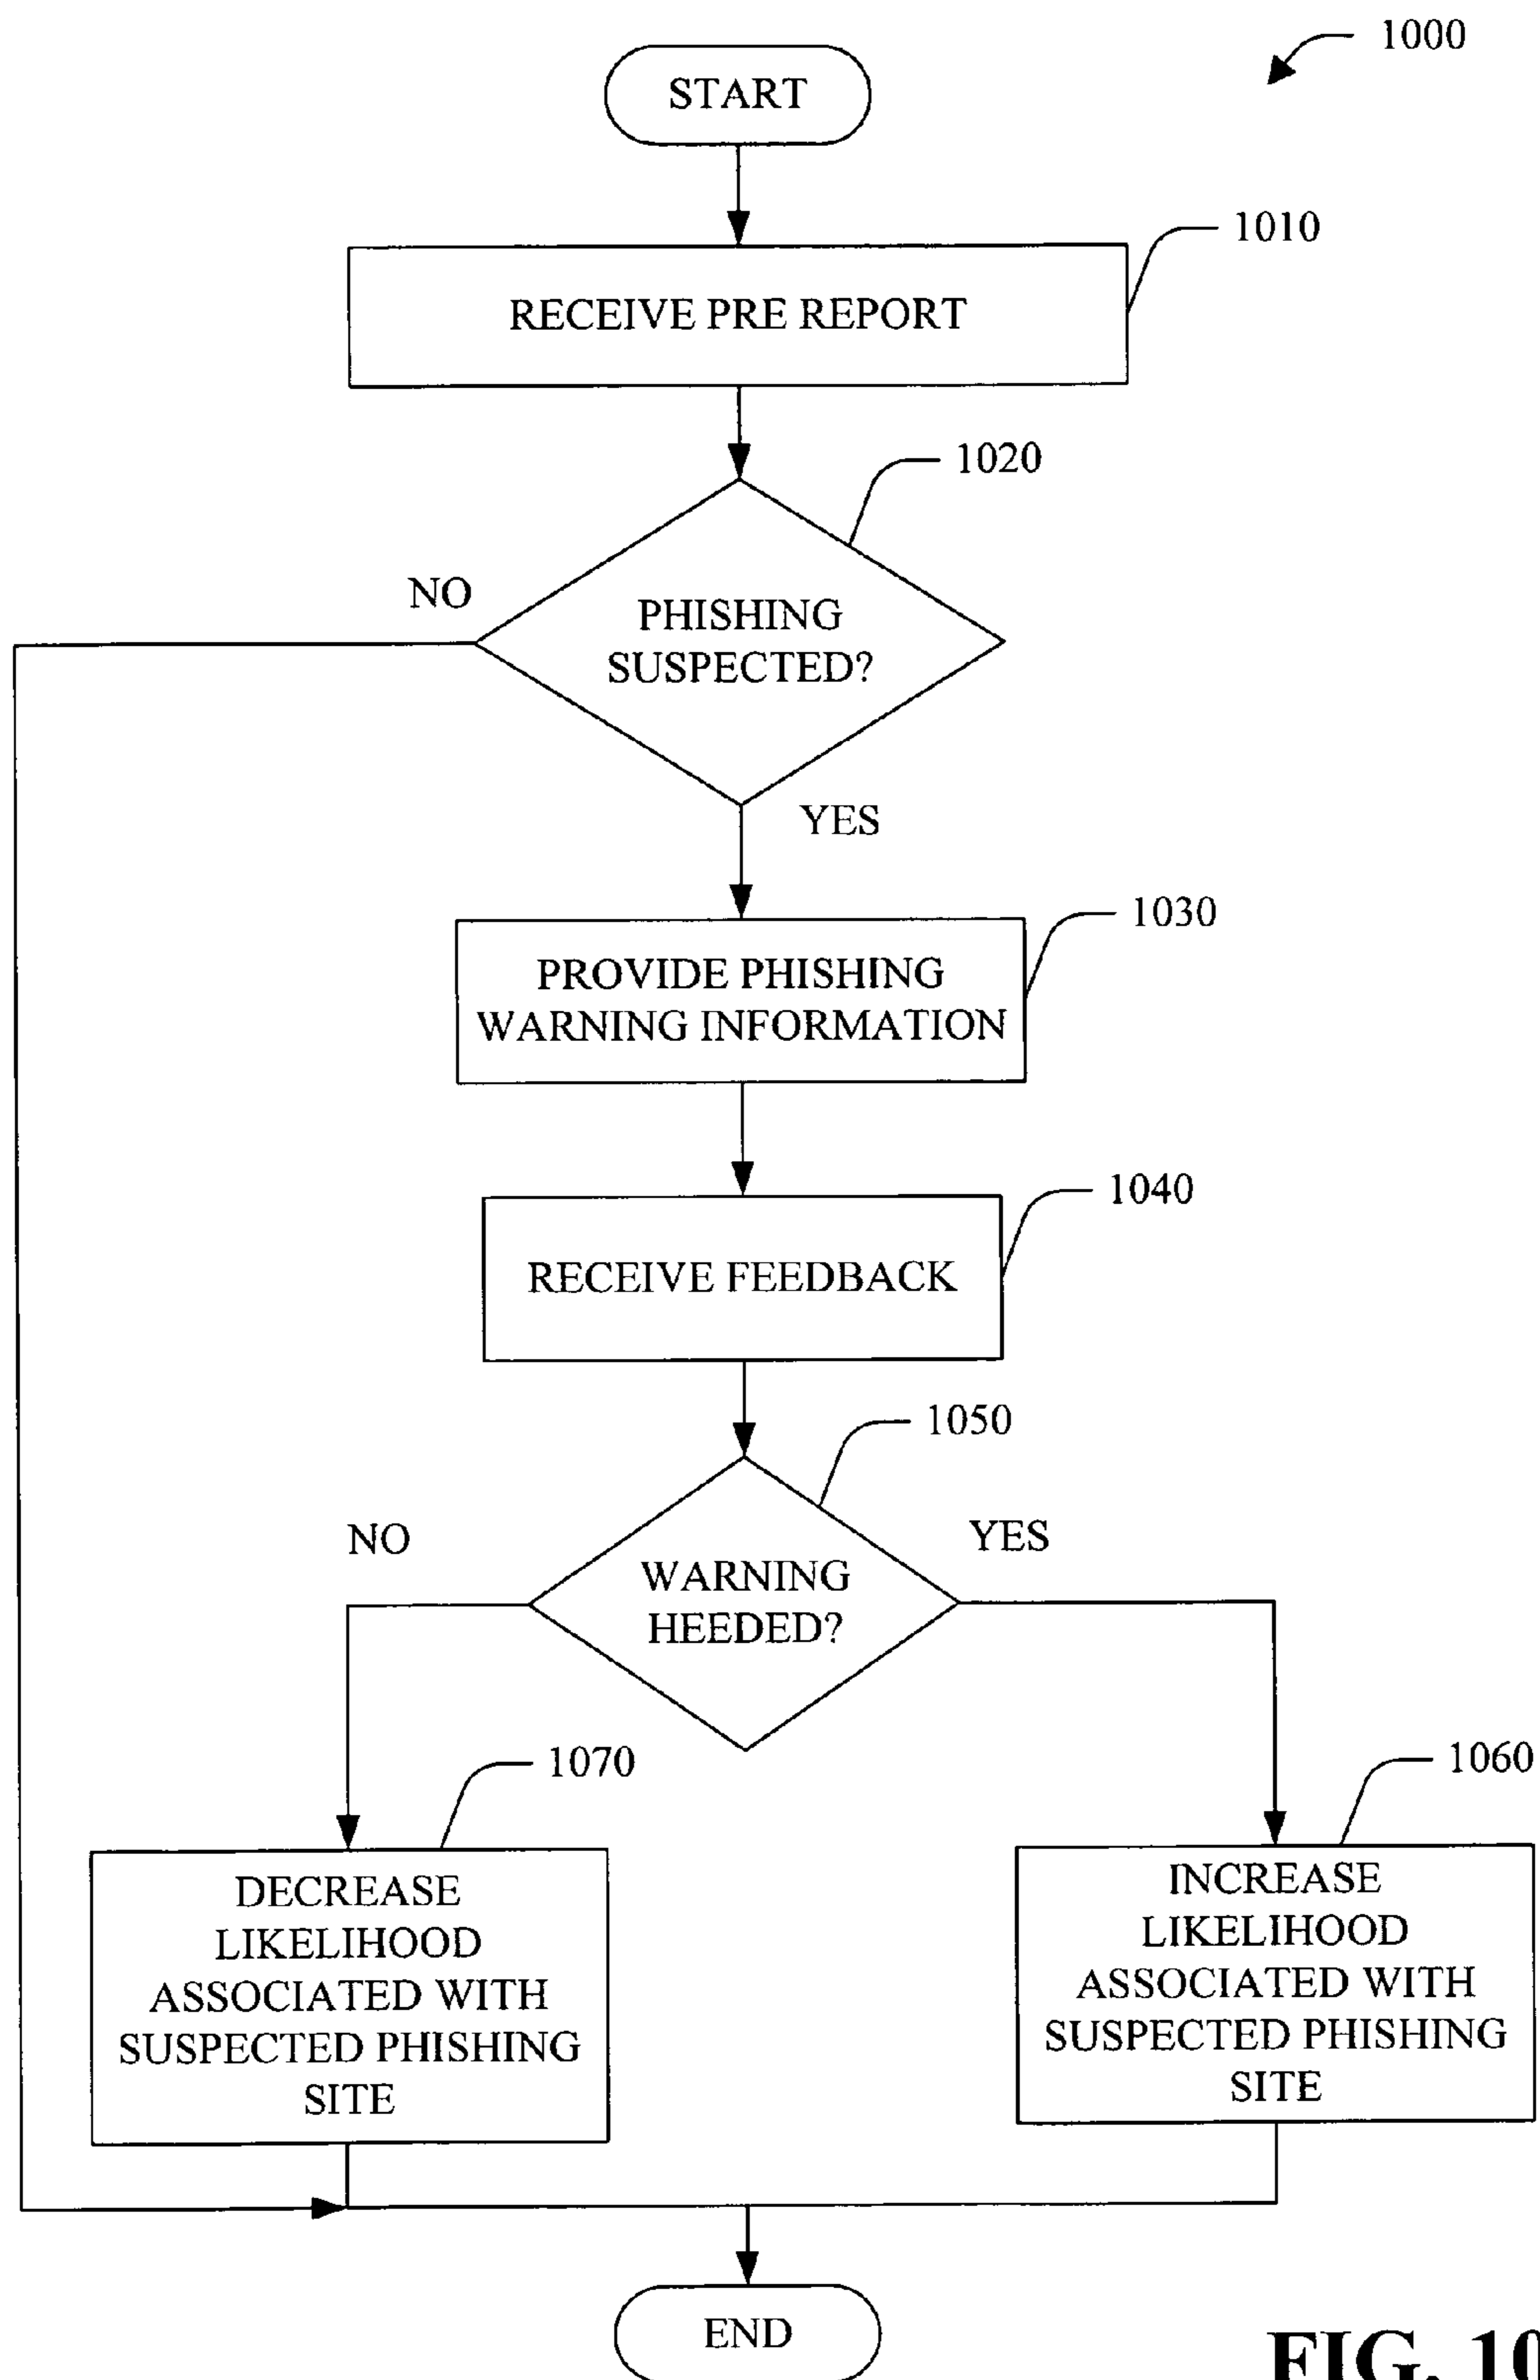 1000
START
1010
RECEIVE PRE REPORT
1020
NO
PHISHING
SUSPECTED?
YES
1030
PROVIDE PHISHING
WARNING INFORMATION
1040
RECEIVE FEEDBACK
1050
NO
YES
WARNING
HEEDED?
1070
1060
DECREASE
LIKELIHOOD
ASSOCIATED WITH
SUSPECTED PHISHING
SITE
INCREASE
LIKELIHOOD
ASSOCIATED WITH
SUSPECTED PHISHING
SITE
END
FIG. 10